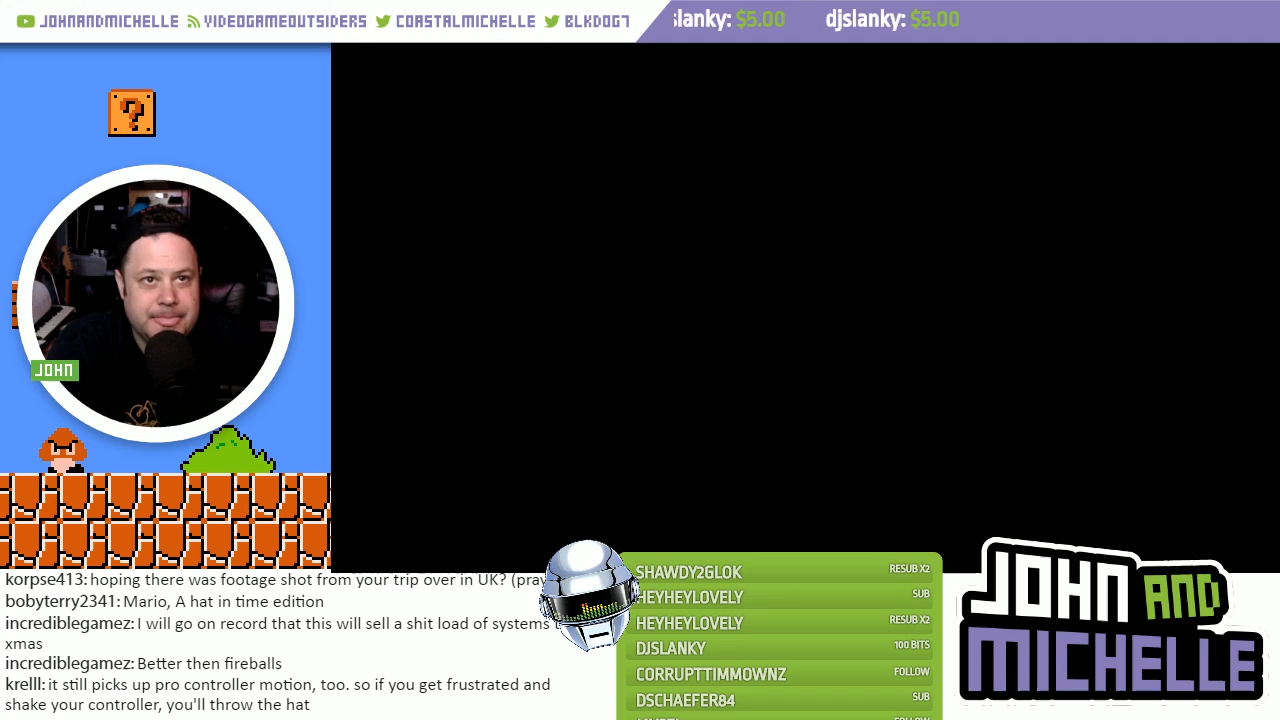 JOHNANDMICHELLE VIDEOGAMEOUTSIDERS COASTALMICHELLE BLKDOG7
slanky: $5.00 djslanky: $5.00
?
JOHN
korpse413: hoping there was footage shot from your trip over in UK? (pray
bobyterry2341: Mario, A hat in time edition
incrediblegamez: I will go on record that this will sell a shit load of systems
xmas
incrediblegamez: Better then fireballs
krelll: it still picks up pro controller motion, too. so if you get frustrated and
shake your controller, you'll throw the hat
SHAWDY2GLOK RESUB X2
HEYHEYLOVELY SUB
HEYHEYLOVELY RESUB X2
DJSLANKY 100 BITS
CORRUPTTIMMOWNZ FOLLOW
DSCHAEFER84 SUB
JOHN AND
MICHELLE